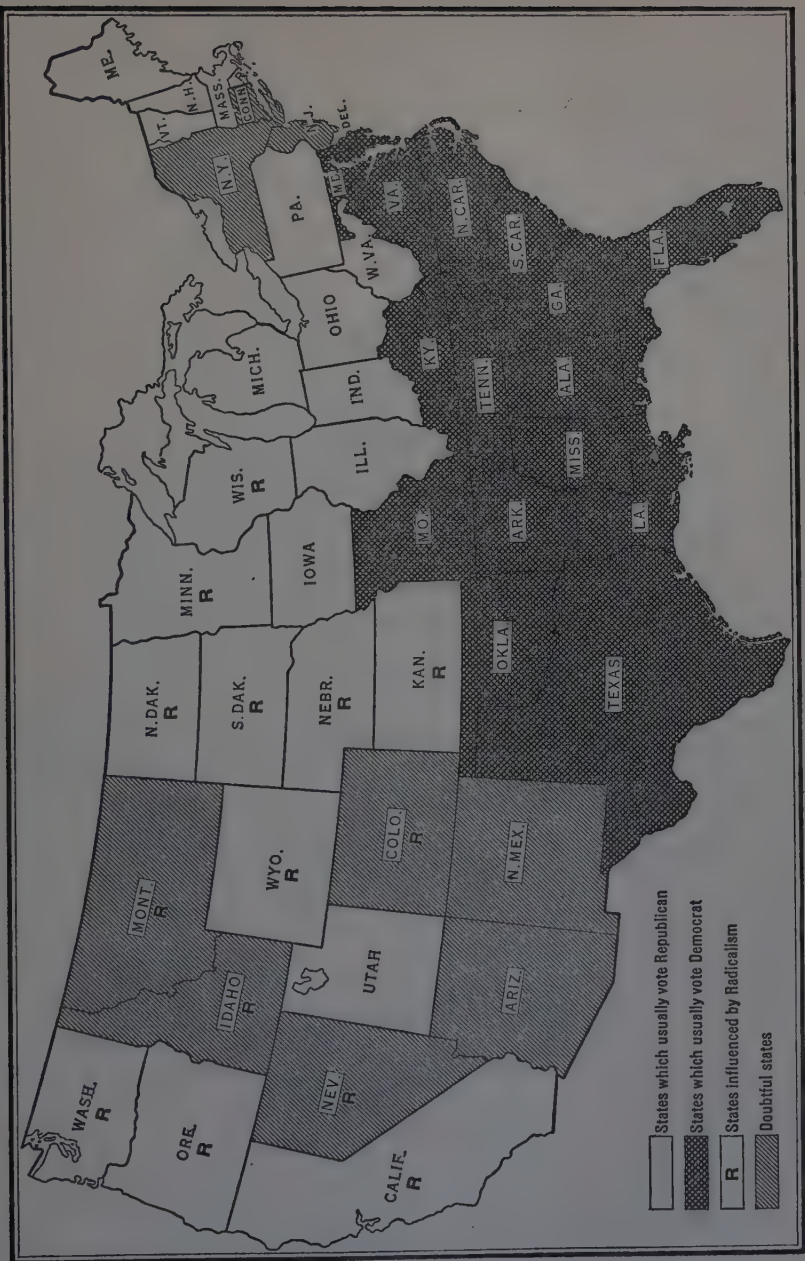 WASH.
R
ORE.
R
CALIF.
R
NEV.
R
IDAHO
R
MONT.
R
WYO.
R
UTAH
ARIZ.
COLO.
R
N.MEX.
N.DAK.
R
S.DAK.
R
NEBR.
R
KAN.
R
OKLA.
TEXAS
MINN.
R
IOWA
MO.
ARK.
LA.
WIS.
R
ILL.
MICH.
IND.
OHIO
KY.
TENN.
MISS.
ALA.
GA.
FLA.
S.CAR.
N.CAR.
VA.
W.VA.
MD.
DEL.
PA.
N.J.
N.Y.
CONN.
MASS.
VT.
N.H.
ME.
States which usually vote Republican
States which usually vote Democrat
R States influenced by Radicalism
Doubtful states